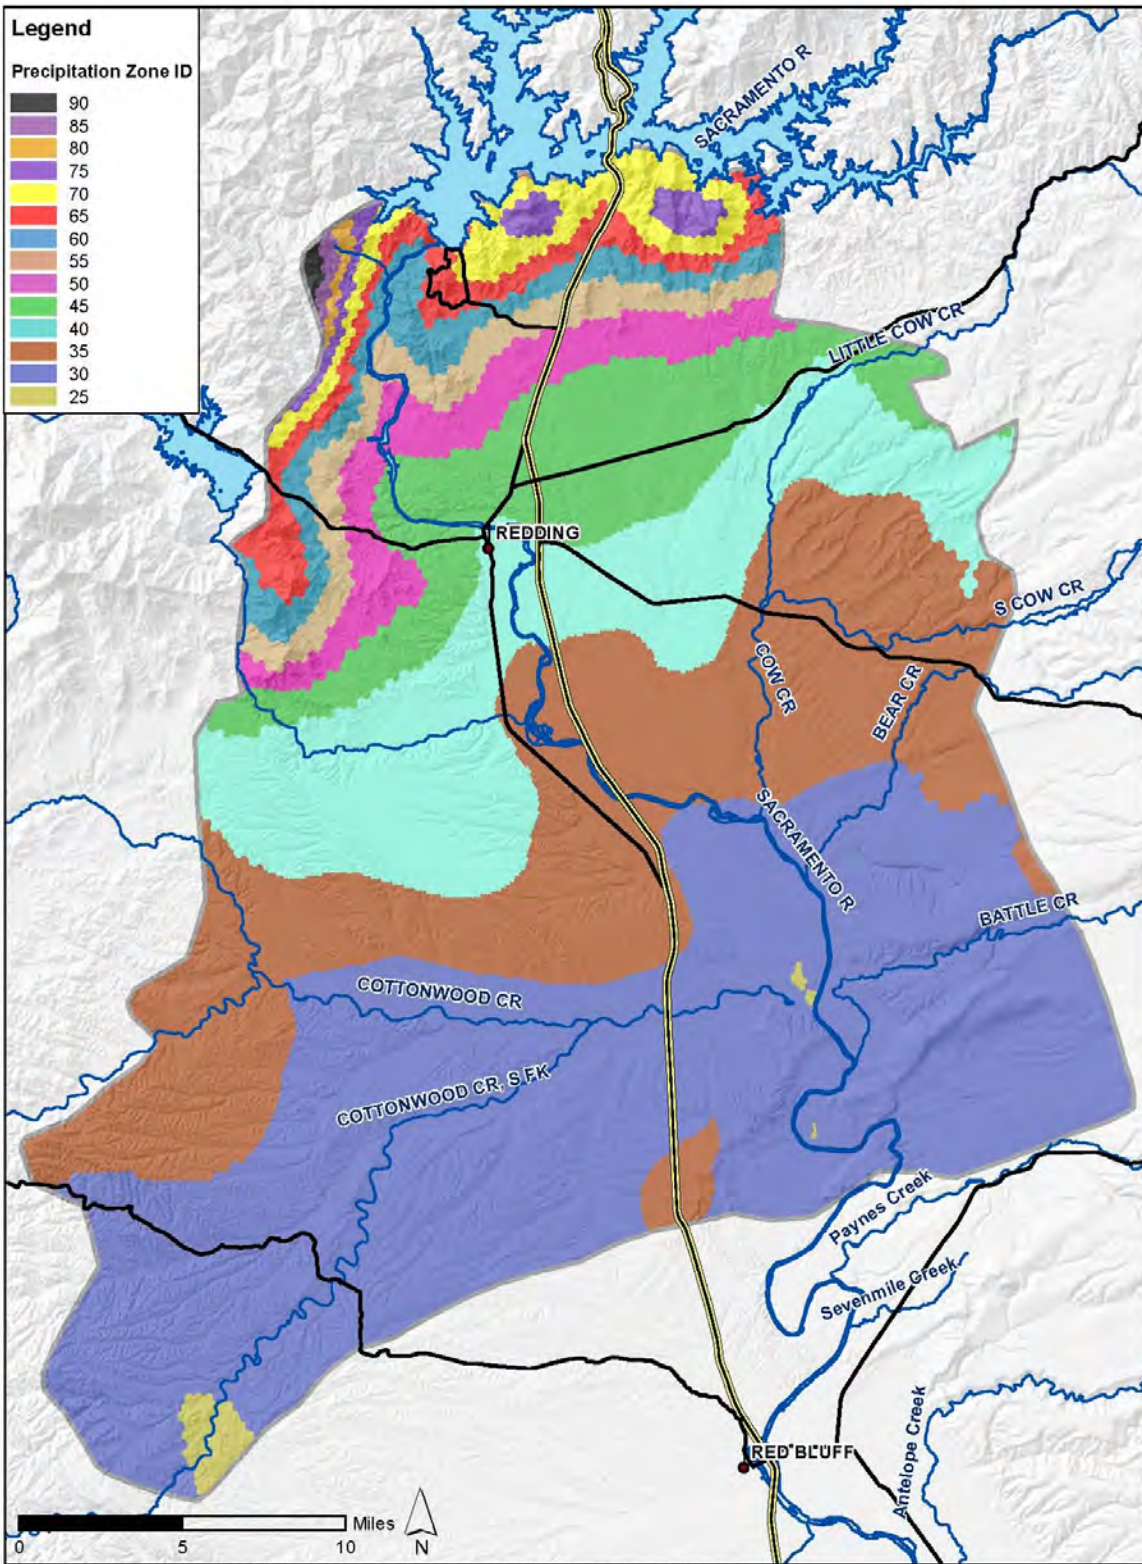 Legend
Precipitation Zone ID
90
85
80
75
70
65
60
55
50
45
40
35
30
25
SACRAMENTO R
LITTLE COW CR
REDDING
S COW CR
COW CR
BEAR CR
SACRAMENTO R
BATTLE CR
COTTONWOOD CR
COTTONWOOD CR, S FK
Paynes Creek
Sevenmile Creek
Antelope Creek
RED BLUFF
Miles
0 5 10
N